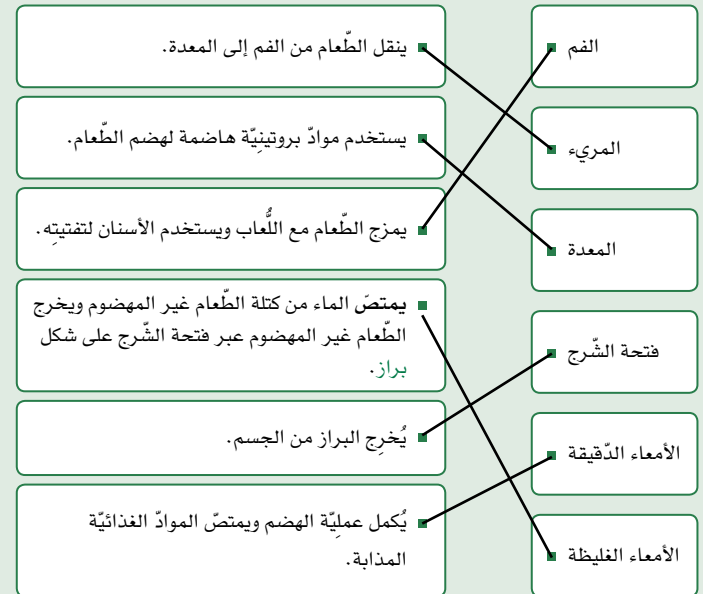 الفم
المريء
المعدة
فتحة الشّرج
الأمعاء الدّقيقة
الأمعاء الغليظة
ينقل الطّعام من الفم إلى المعدة.
يستخدم موادّ بروتينِيّة هاضمة لهضم الطّعام.
يمزج الطّعام مع اللُّعاب ويستخدم الأسنان لتفتيتِه.
يمتصّ الماء من كتلة الطّعام غير المهضوم ويخرج
الطّعام غير المهضوم عبر فتحة الشّرج على شكل
براز.
يُخرِج البراز من الجسم.
يُكمل عمليّة الهضم ويمتصّ الموادّ الغذائيّة
المذابة.